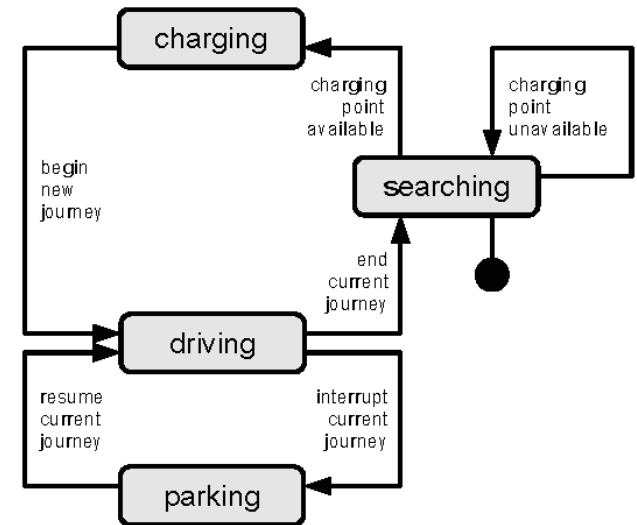 charging
charging
point
available
charging
point
unavailable
begin
new
journey
searching
end
current
journey
driving
resume
current
journey
interrupt
current
journey
parking